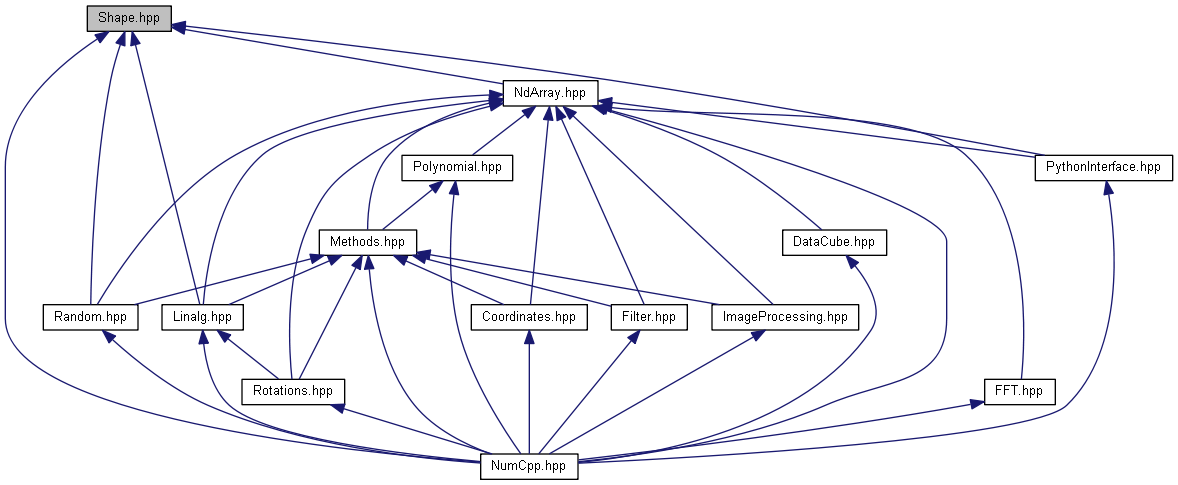 Shape.hpp
NdArray.hpp
Polynomial.hpp
PythonInterface.hpp
Methods.hpp
DataCube.hpp
Random.hpp
Linalg.hpp
Coordinates.hpp
Filter.hpp
ImageProcessing.hpp
Rotations.hpp
FFT.hpp
NumCpp.hpp